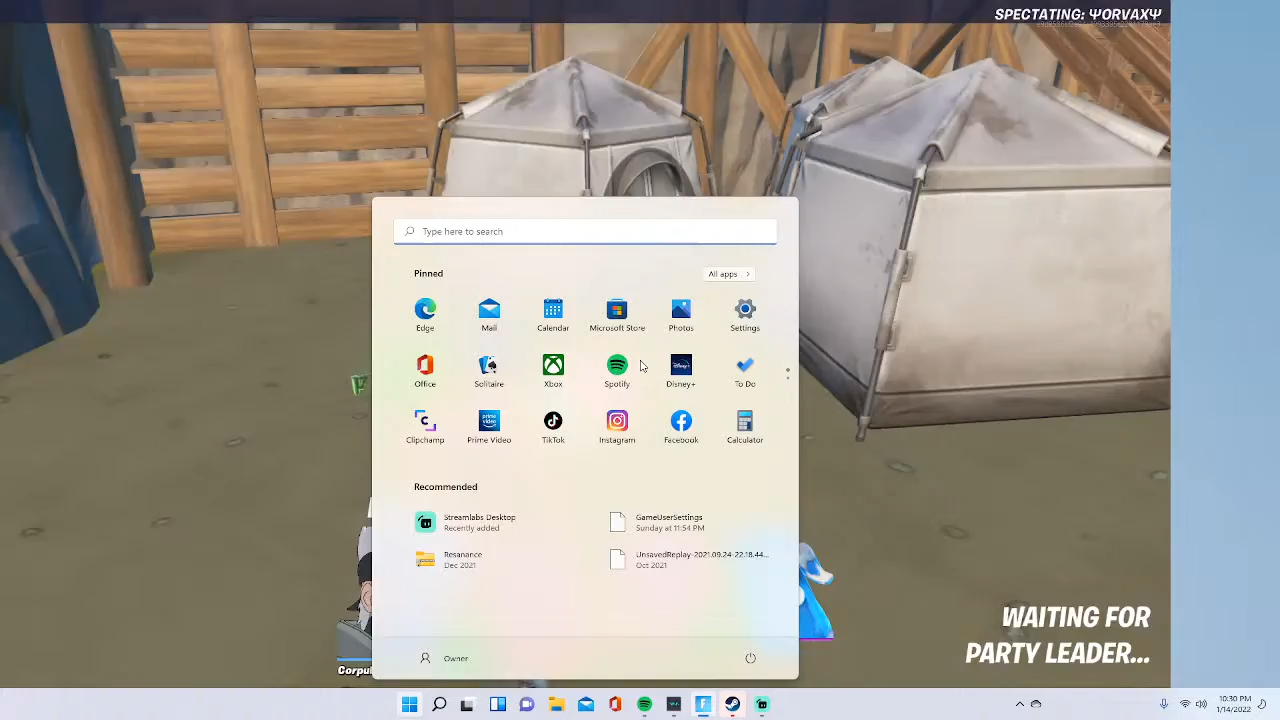 SPECTATING: ΨORVAXΨ
Type here to search
Pinned
All apps
Edge
Mail
Calendar
Microsoft Store
Photos
Settings
Office
Solitaire
Xbox
Spotify
Disney+
To Do
Clipchamp
Prime Video
TikTok
Instagram
Facebook
Calculator
Recommended
Streamlabs Desktop
Recently added
GameUserSettings
Sunday at 11:54 PM
Resanance
Dec 2021
UnsavedReplay-2021.09.24-22.18.44...
Oct 2021
WAITING FOR
PARTY LEADER...
Owner
10:30 PM
1/14/2022